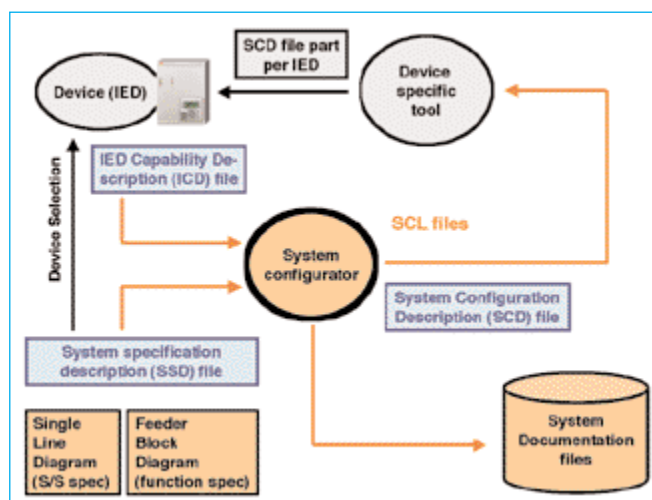 SCD file part
per IED
Device (IED)
Device
specific
tool
IED Capability De-
scription (ICD) file
Device Selection
SCL files
System
configurator
System Configuration
Description (SCD) file
System specification
description (SSD) file
Single
Line
Diagram
(S/S spec)
Feeder
Block
Diagram
(function spec)
System
Documentation
files